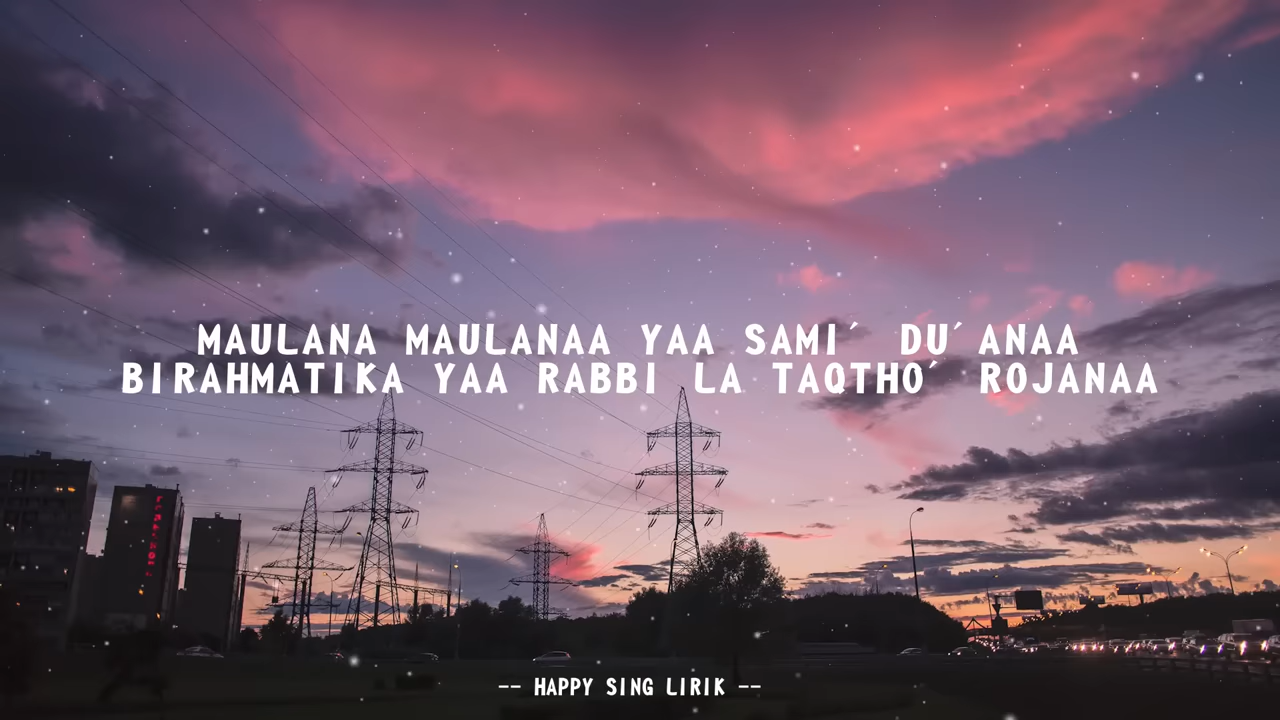 MAULANA MAULANAA YAA SAMI´ DU´ANAA
BIRAHMATIKA YAA RABBI LA TAQTHO´ ROJANAA
-- HAPPY SING LIRIK --